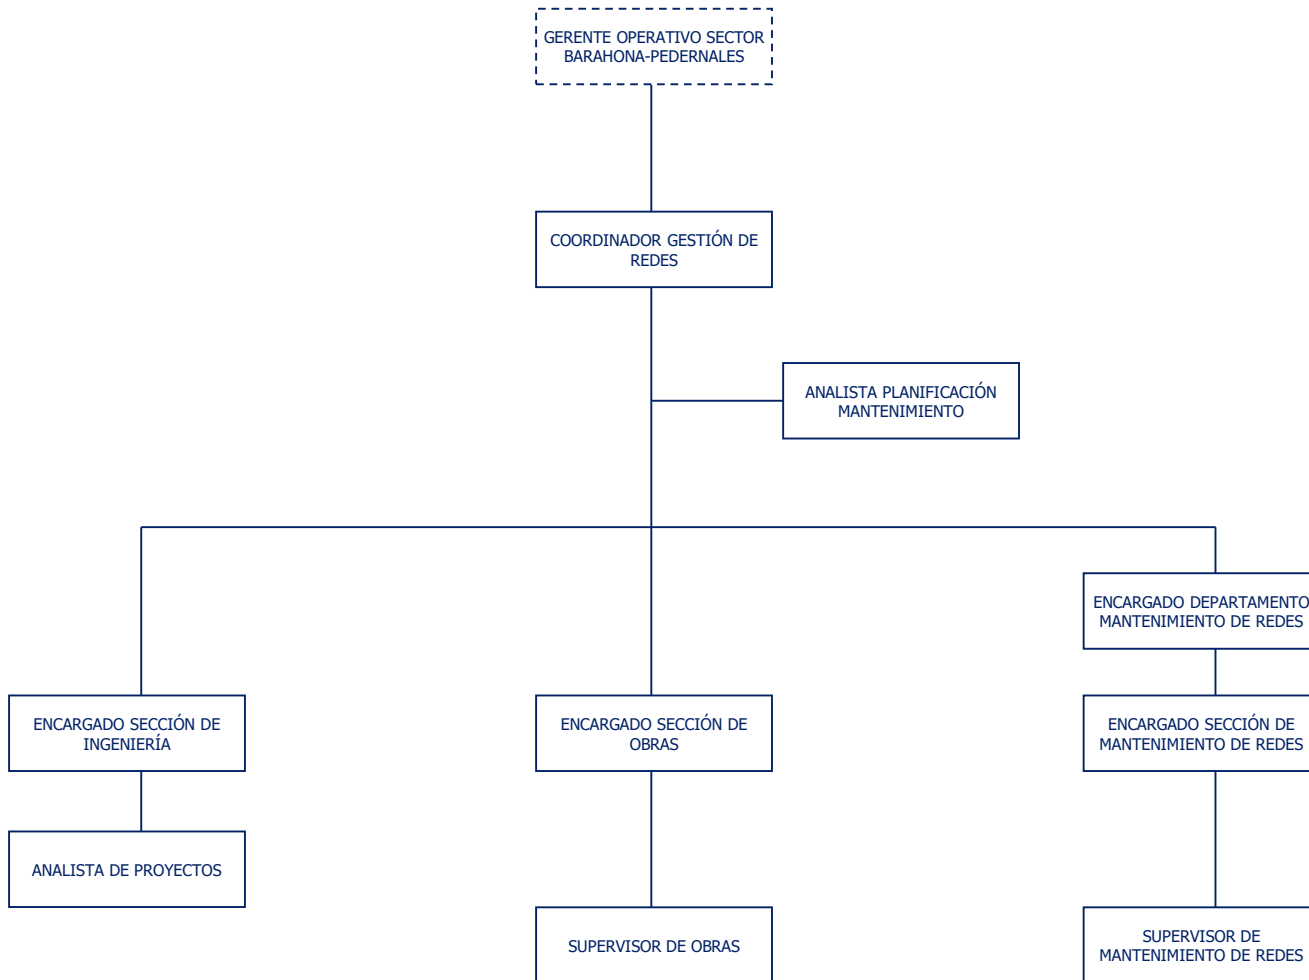 GERENTE OPERATIVO SECTOR
BARAHONA-PEDERNALES
COORDINADOR GESTIÓN DE
REDES
ANALISTA PLANIFICACIÓN
MANTENIMIENTO
ENCARGADO DEPARTAMENTO
MANTENIMIENTO DE REDES
ENCARGADO SECCIÓN DE
INGENIERÍA
ENCARGADO SECCIÓN DE
OBRAS
ENCARGADO SECCIÓN DE
MANTENIMIENTO DE REDES
ANALISTA DE PROYECTOS
SUPERVISOR DE OBRAS
SUPERVISOR DE
MANTENIMIENTO DE REDES